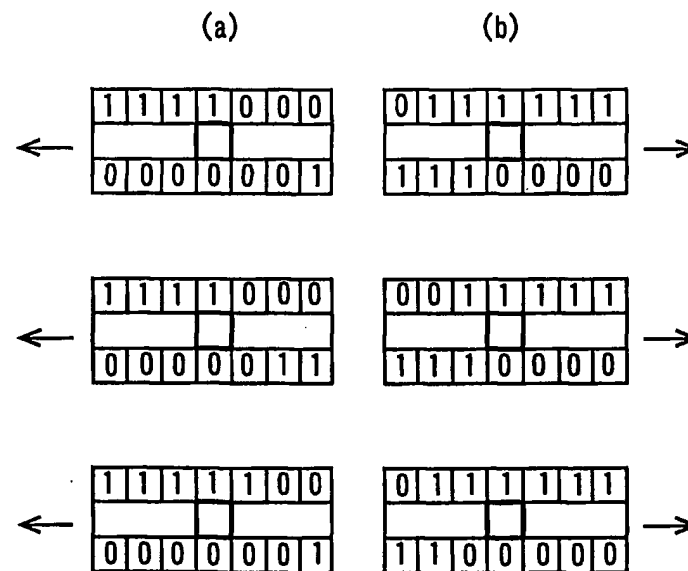 (a) (b)
1 1 1 1 0 0 0 0 1 1 1 1 1 1
0 0 0 0 0 0 1 1 1 1 0 0 0 0
1 1 1 1 0 0 0 0 0 1 1 1 1 1
0 0 0 0 0 1 1 1 1 1 0 0 0 0
1 1 1 1 1 0 0 0 1 1 1 1 1 1
0 0 0 0 0 0 1 1 1 0 0 0 0 0